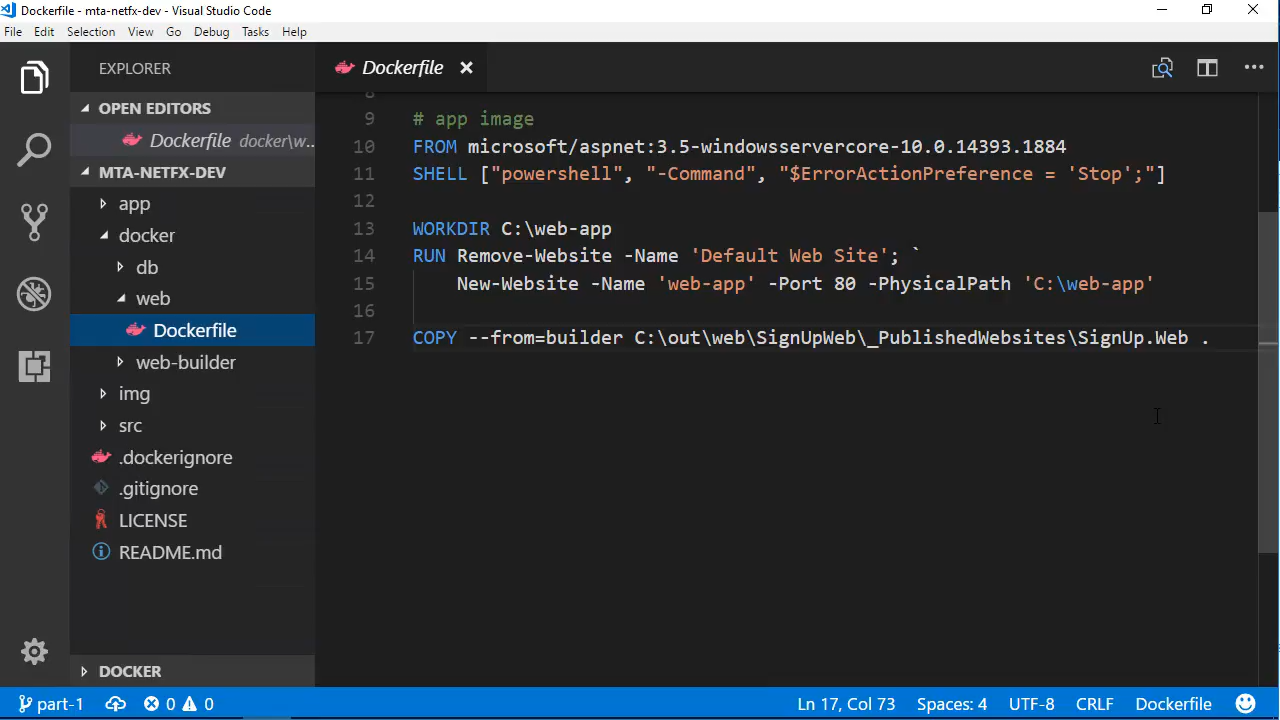 Dockerfile - mta-netfx-dev - Visual Studio Code
File Edit Selection View Go Debug Tasks Help
EXPLORER
OPEN EDITORS
Dockerfile docker\w...
MTA-NETFX-DEV
app
docker
db
web
Dockerfile
web-builder
img
src
.dockerignore
.gitignore
LICENSE
README.md
DOCKER
Dockerfile
8
9 # app image
10 FROM microsoft/aspnet:3.5-windowsservercore-10.0.14393.1884
11 SHELL ["powershell", "-Command", "$ErrorActionPreference = 'Stop';"]
12
13 WORKDIR C:\web-app
14 RUN Remove-Website -Name 'Default Web Site'; `
15 New-Website -Name 'web-app' -Port 80 -PhysicalPath 'C:\web-app'
16
17 COPY --from=builder C:\out\web\SignUpWeb\_PublishedWebsites\SignUp.Web .
part-1 0 0 Ln 17, Col 73 Spaces: 4 UTF-8 CRLF Dockerfile